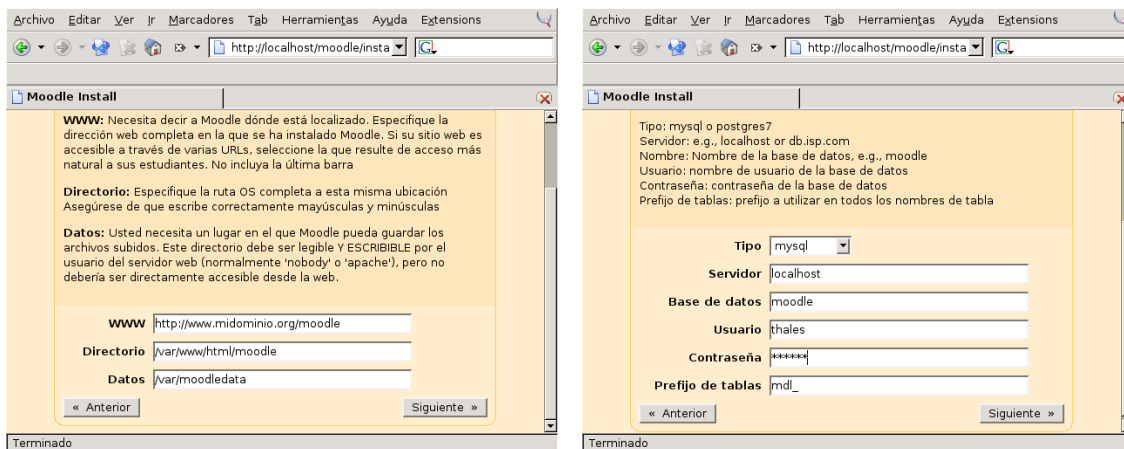 Archivo Editar Ver Ir Marcadores Tab Herramientas Ayuda Extensions
http://localhost/moodle/insta
Moodle Install
WWW: Necesita decir a Moodle dónde está localizado. Especifique la
dirección web completa en la que se ha instalado Moodle. Si su sitio web es
accesible a través de varias URLs, seleccione la que resulte de acceso más
natural a sus estudiantes. No incluya la última barra
Directorio: Especifique la ruta OS completa a esta misma ubicación
Asegúrese de que escribe correctamente mayúsculas y minúsculas
Datos: Usted necesita un lugar en el que Moodle pueda guardar los
archivos subidos. Este directorio debe ser legible Y ESCRIBIBLE por el
usuario del servidor web (normalmente 'nobody' o 'apache'), pero no
debería ser directamente accesible desde la web.
WWW http://www.midominio.org/moodle
Directorio /var/www/html/moodle
Datos /var/moodledata
« Anterior Siguiente »
Terminado
Archivo Editar Ver Ir Marcadores Tab Herramientas Ayuda Extensions
http://localhost/moodle/insta
Moodle Install
Tipo: mysql o postgres7
Servidor: e.g., localhost or db.isp.com
Nombre: Nombre de la base de datos, e.g., moodle
Usuario: nombre de usuario de la base de datos
Contraseña: contraseña de la base de datos
Prefijo de tablas: prefijo a utilizar en todos los nombres de tabla
Tipo mysql
Servidor localhost
Base de datos moodle
Usuario thales
Contraseña ******
Prefijo de tablas mdl_
« Anterior Siguiente »
Terminado